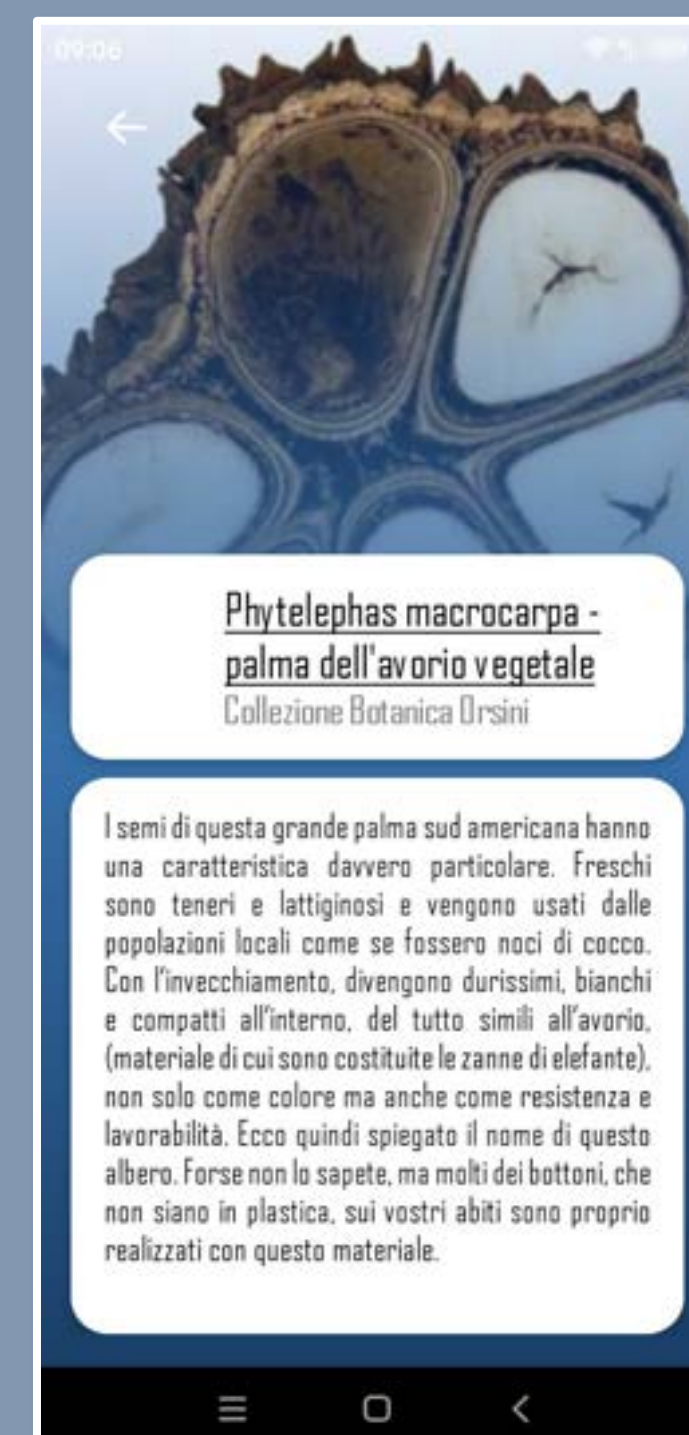 09:06
Phytelephas macrocarpa -
palma dell'avorio vegetale
Collezione Botanica Orsini
I semi di questa grande palma sud americana hanno
una caratteristica davvero particolare. Freschi
sono teneri e lattiginosi e vengono usati dalle
popolazioni locali come se fossero noci di cocco.
Con l'invecchiamento, divengono durissimi, bianchi
e compatti all'interno, del tutto simili all'avorio,
(materiale di cui sono costituite le zanne di elefante),
non solo come colore ma anche come resistenza e
lavorabilità. Ecco quindi spiegato il nome di questo
albero. Forse non lo sapete, ma molti dei bottoni, che
non siano in plastica, sui vostri abiti sono proprio
realizzati con questo materiale.